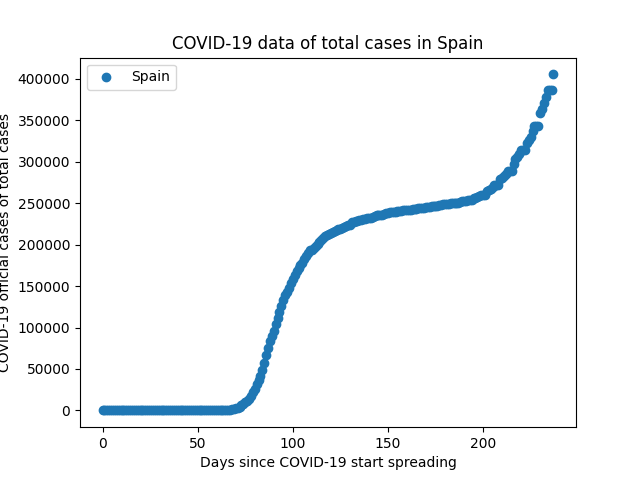 COVID-19 data of total cases in Spain
Spain
400000
350000
300000
250000
200000
150000
100000
50000
0
COVID-19 official cases of total cases
0 50 100 150 200
Days since COVID-19 start spreading